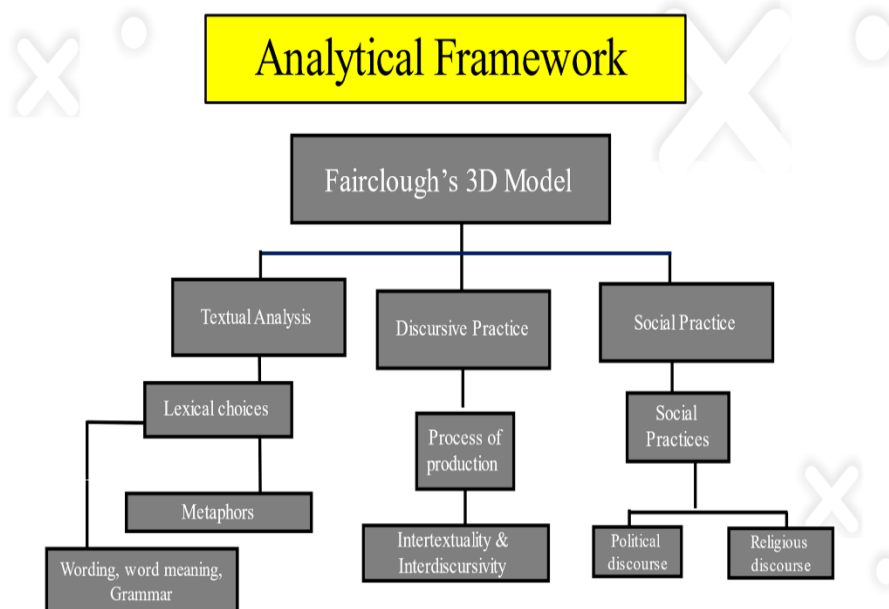 Analytical Framework
Fairclough’s 3D Model
Textual Analysis
Discursive Practice
Social Practice
Lexical choices
Process of
production
Social
Practices
Metaphors
Intertextuality &
Interdiscursivity
Political
discourse
Religious
discourse
Wording, word meaning,
Grammar